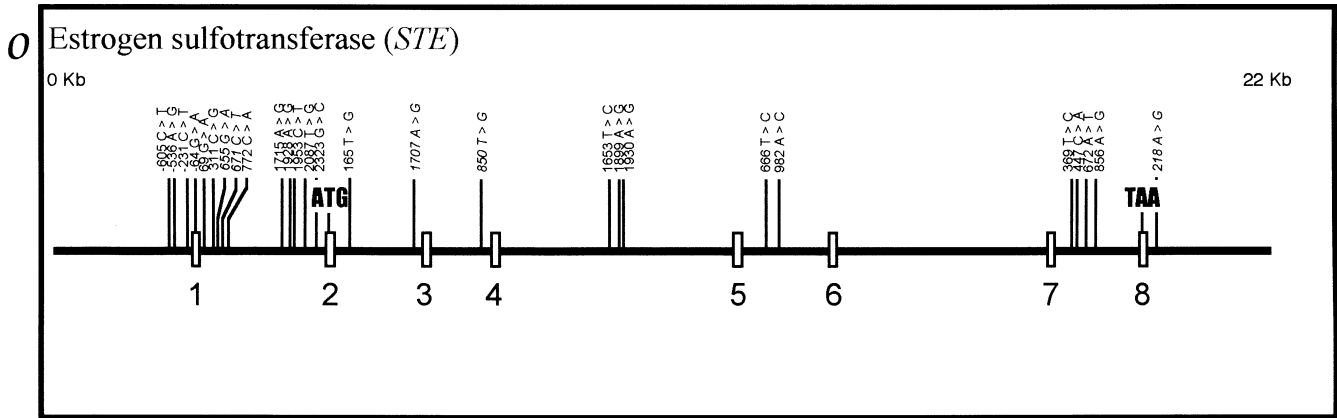 o
Estrogen sulfotransferase (STE)
0 Kb
22 Kb
-605 C > T
-536 A > G
-231 C > T
-64 G > A
69 G > A
311 C > G
655 G > A
671 C > T
772 C > A
1715 A > G
1928 A > G
1953 C > T
2087 T > G
2323 G > C
165 T > G
1707 A > G
850 T > G
1653 T > C
1899 A > G
1930 A > G
666 T > C
982 A > C
369 T > C
447 C > A
672 A > T
856 A > G
218 A > G
ATG
TAA
1
2
3
4
5
6
7
8